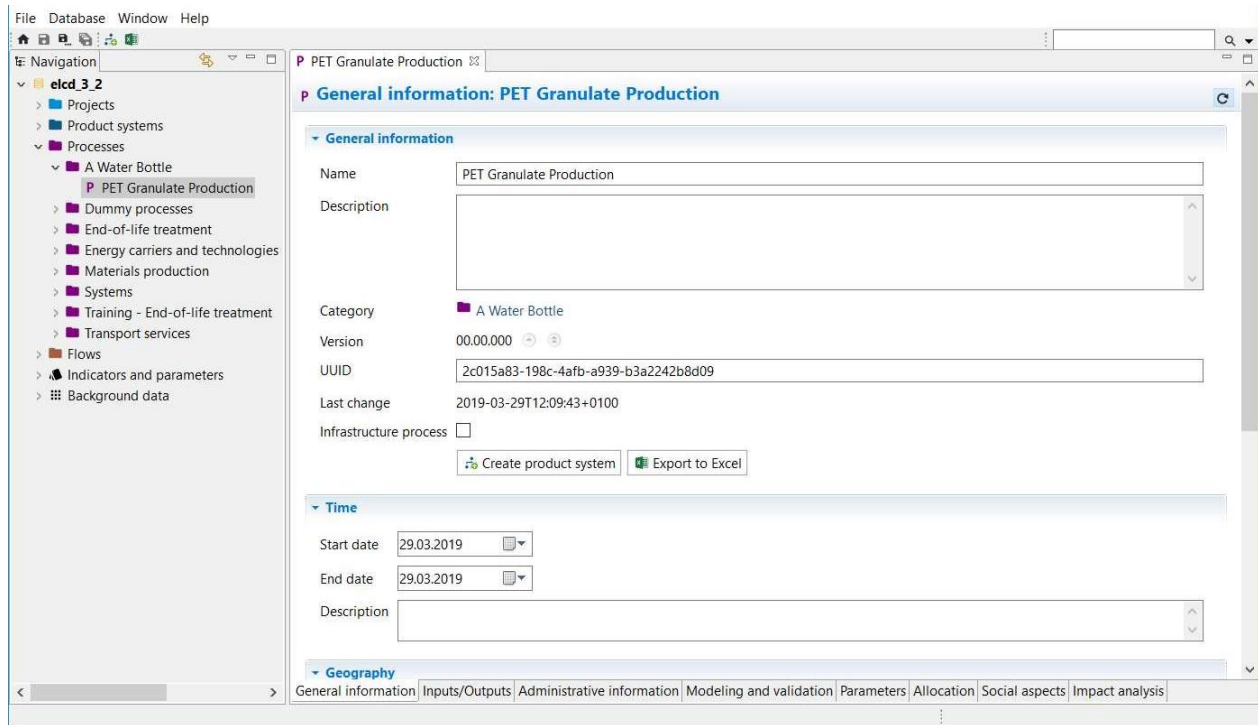 File Database Window Help
Navigation
elcd_3_2
Projects
Product systems
Processes
A Water Bottle
P PET Granulate Production
Dummy processes
End-of-life treatment
Energy carriers and technologies
Materials production
Systems
Training - End-of-life treatment
Transport services
Flows
Indicators and parameters
Background data
P PET Granulate Production
P General information: PET Granulate Production
General information
Name PET Granulate Production
Description
Category A Water Bottle
Version 00.00.000
UUID 2c015a83-198c-4afb-a939-b3a2242b8d09
Last change 2019-03-29T12:09:43+0100
Infrastructure process
Create product system Export to Excel
Time
Start date 29.03.2019
End date 29.03.2019
Description
Geography
General information Inputs/Outputs Administrative information Modeling and validation Parameters Allocation Social aspects Impact analysis